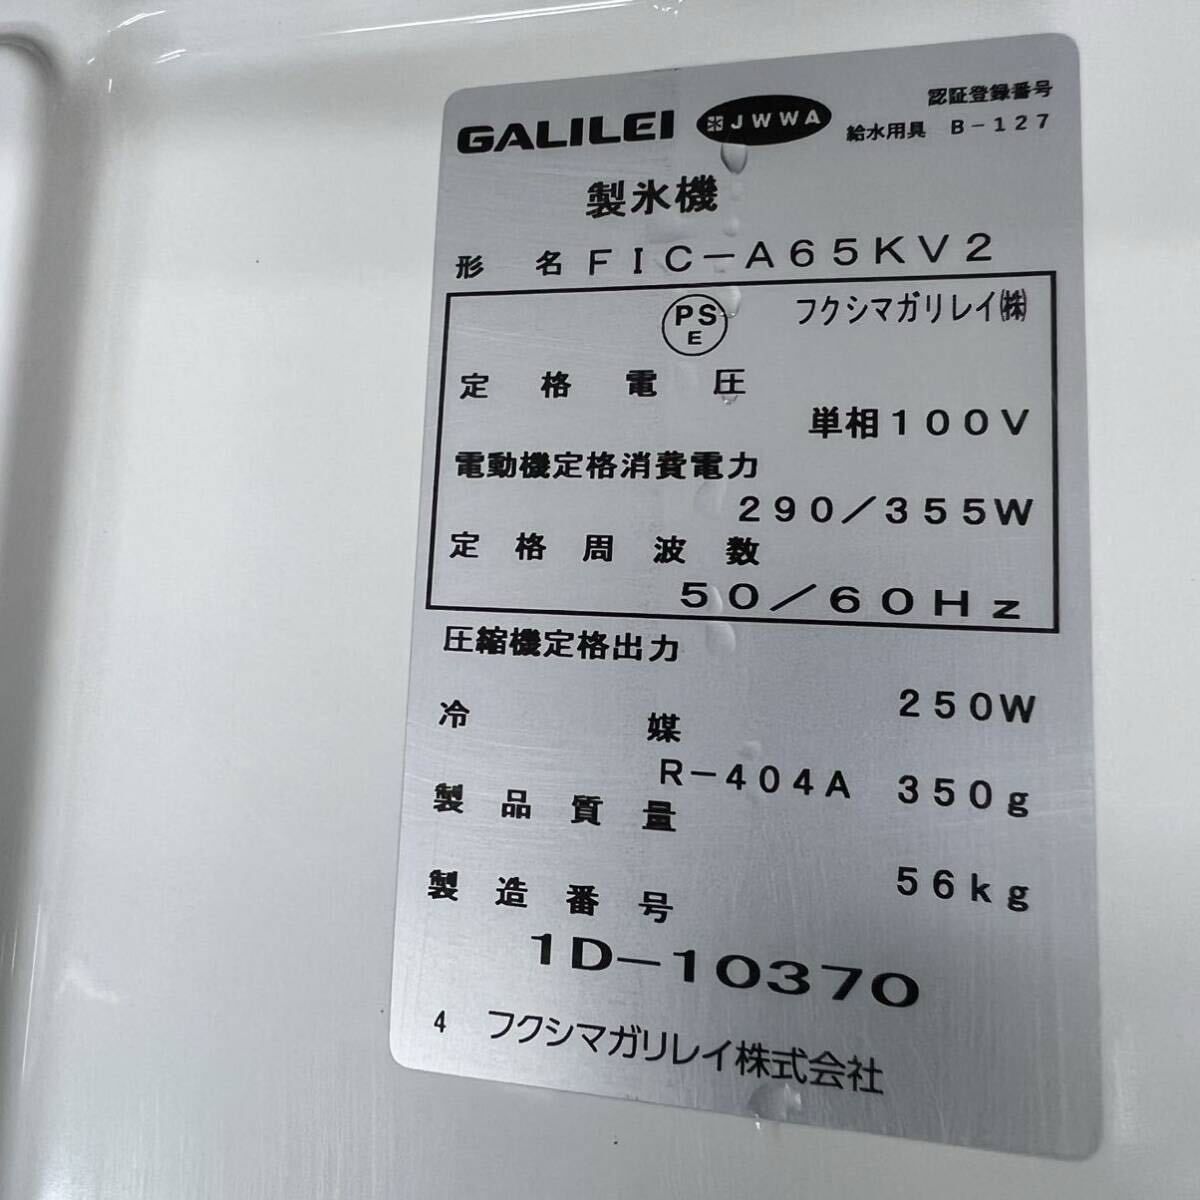 GALILEI JWWA 認証登録番号
給水用具 B-127
製氷機
形名 FIC-A65KV2
PSE フクシマガリレイ㈱
定格電圧
単相100V
電動機定格消費電力
290/355W
定格周波数
50/60Hz
圧縮機定格出力
250W
冷媒
R-404A 350g
製品質量
56kg
製造番号
1D-10370
4 フクシマガリレイ株式会社